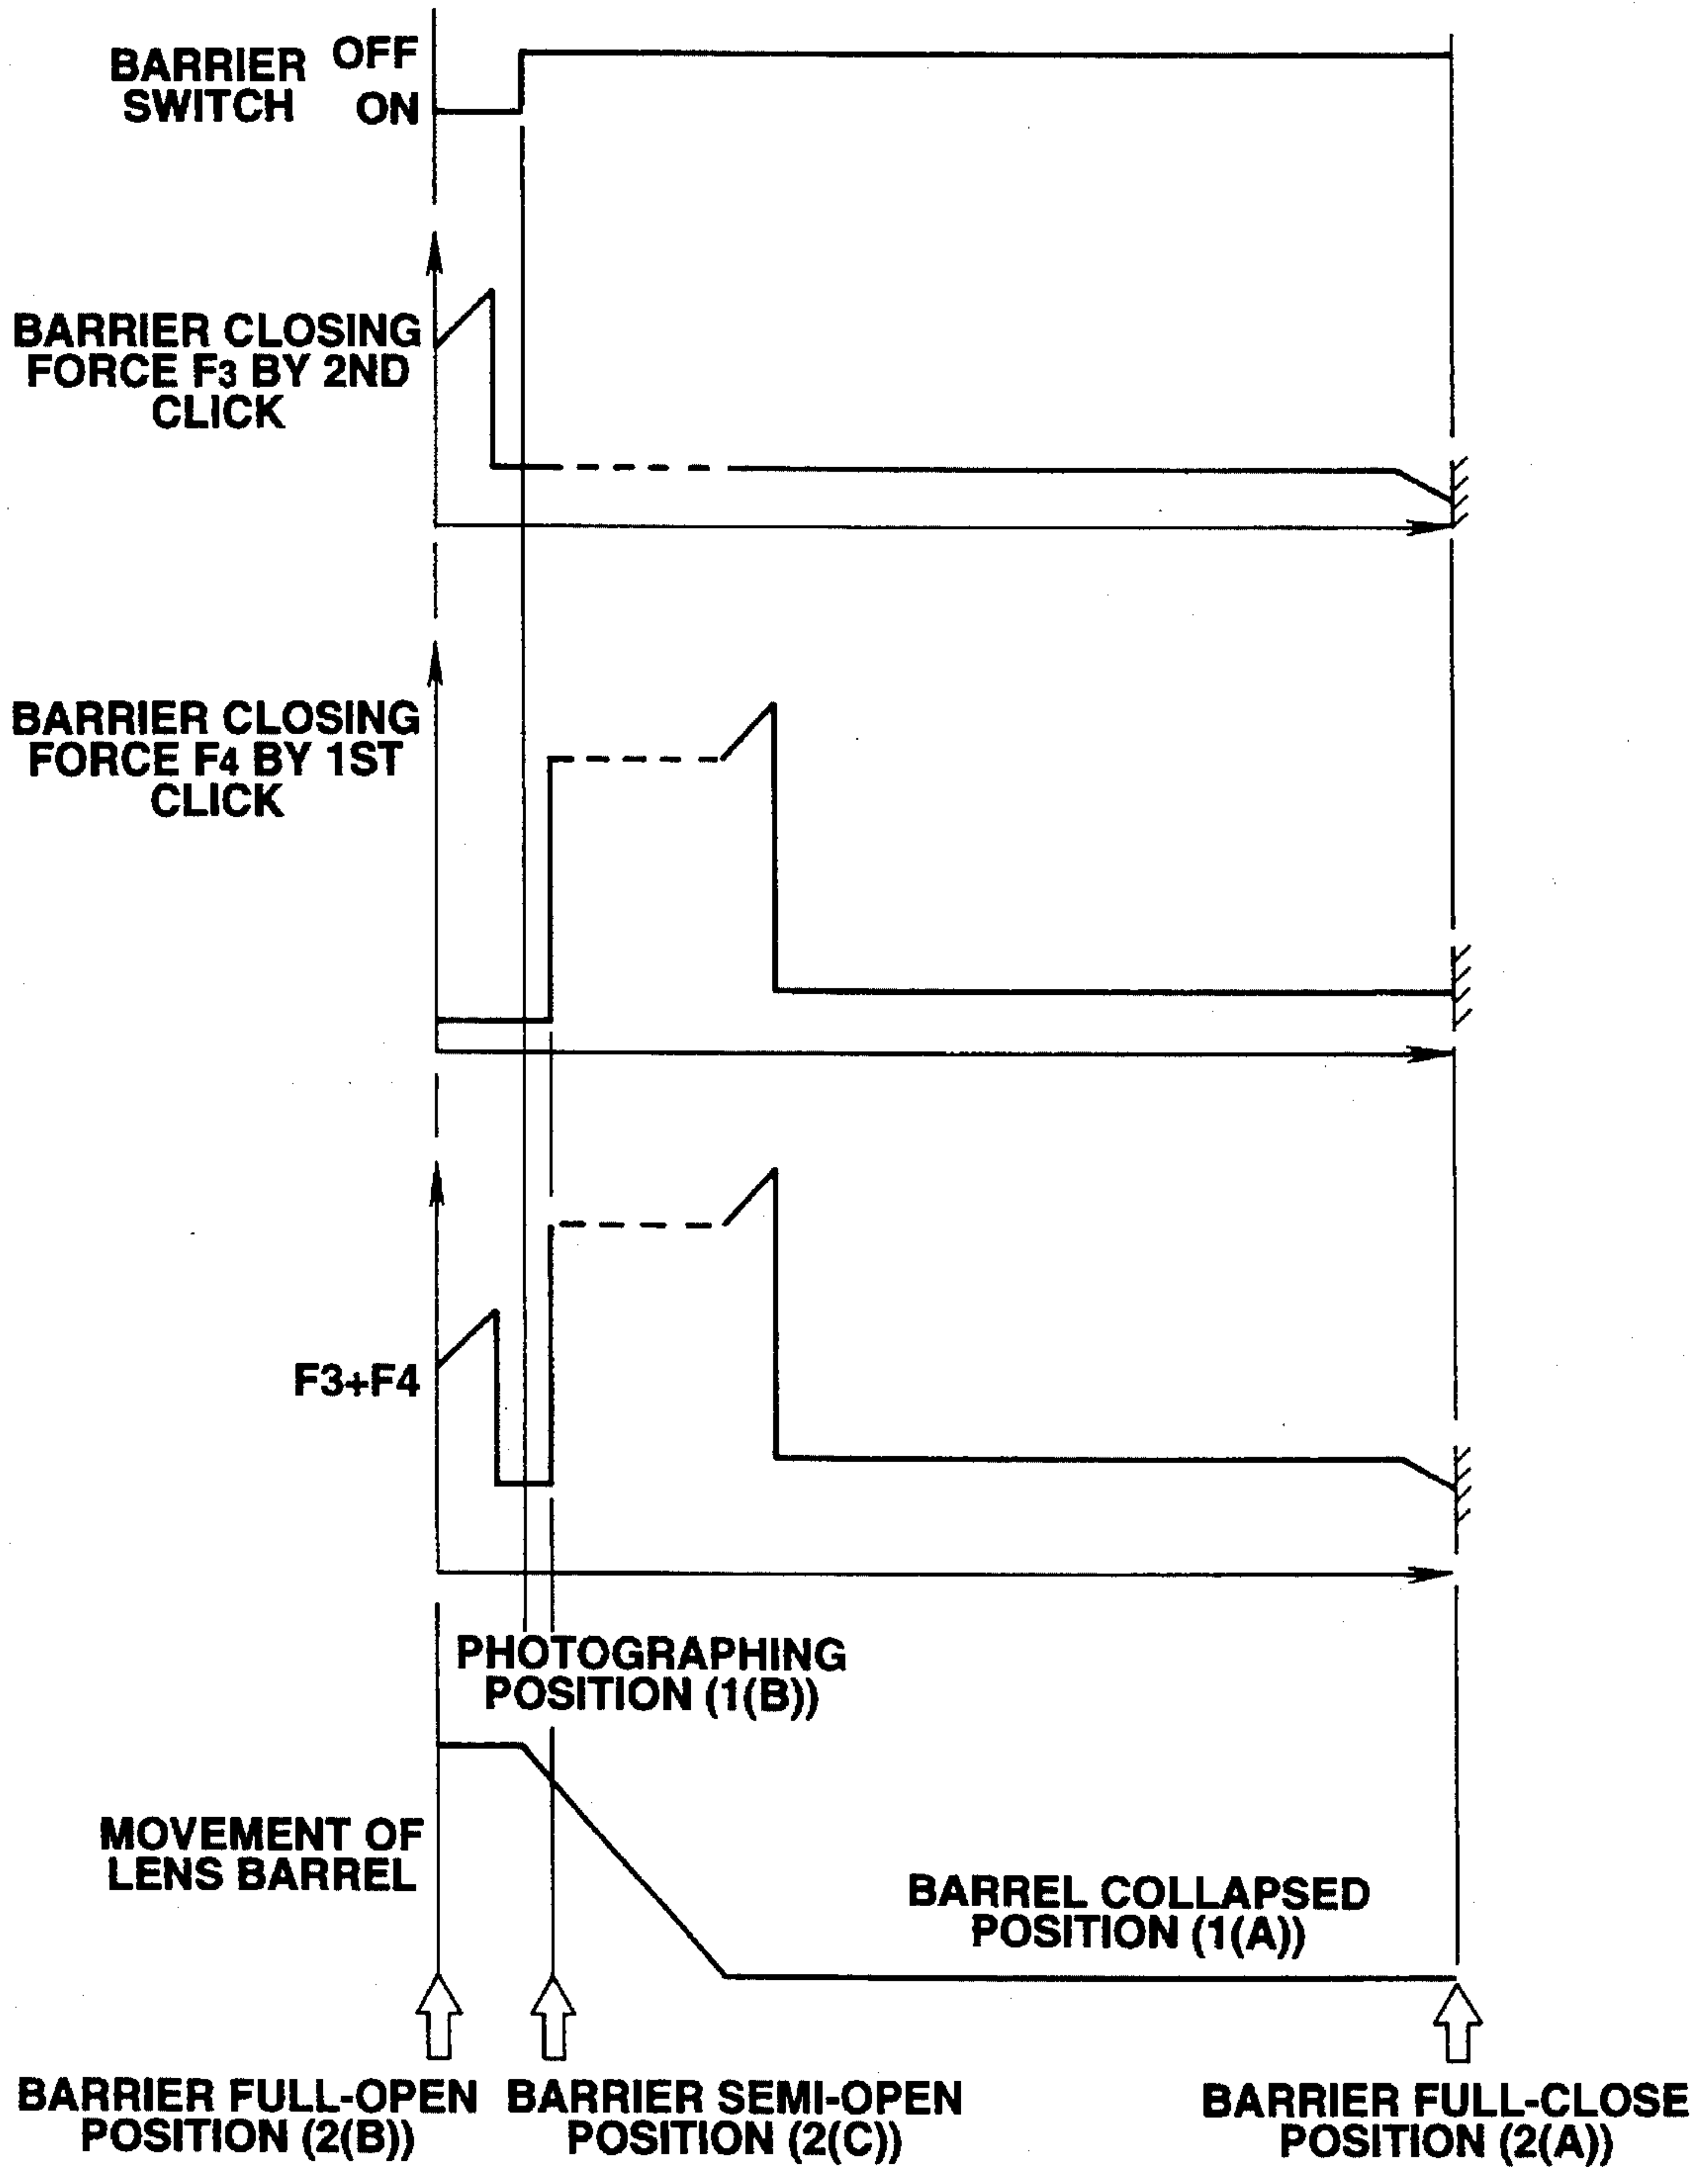 BARRIER SWITCH OFF
ON
BARRIER CLOSING
FORCE F3 BY 2ND
CLICK
BARRIER CLOSING
FORCE F4 BY 1ST
CLICK
F3+F4
PHOTOGRAPHING
POSITION (1(B))
MOVEMENT OF
LENS BARREL
BARREL COLLAPSED
POSITION (1(A))
BARRIER FULL-OPEN
POSITION (2(B))
BARRIER SEMI-OPEN
POSITION (2(C))
BARRIER FULL-CLOSE
POSITION (2(A))